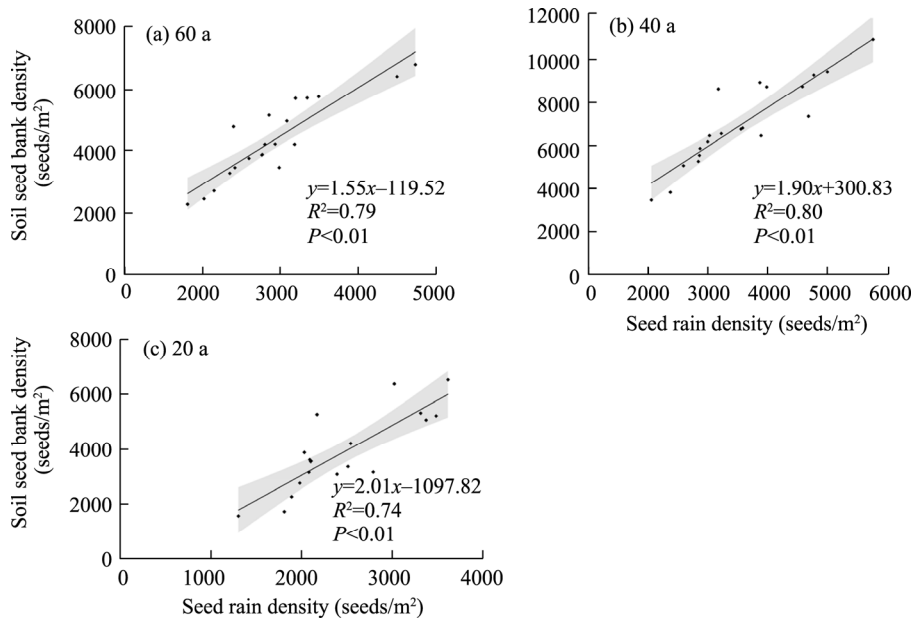 (a) 60 a
8000
6000
4000
2000
0
Soil seed bank density
(seeds/m²)
y=1.55x–119.52
R²=0.79
P<0.01
0 2000 3000 4000 5000
(b) 40 a
12000
10000
8000
6000
4000
2000
0
y=1.90x+300.83
R²=0.80
P<0.01
0 1000 2000 3000 4000 5000 6000
Seed rain density (seeds/m²)
(c) 20 a
8000
6000
4000
2000
0
Soil seed bank density
(seeds/m²)
y=2.01x–1097.82
R²=0.74
P<0.01
0 1000 2000 3000 4000
Seed rain density (seeds/m²)